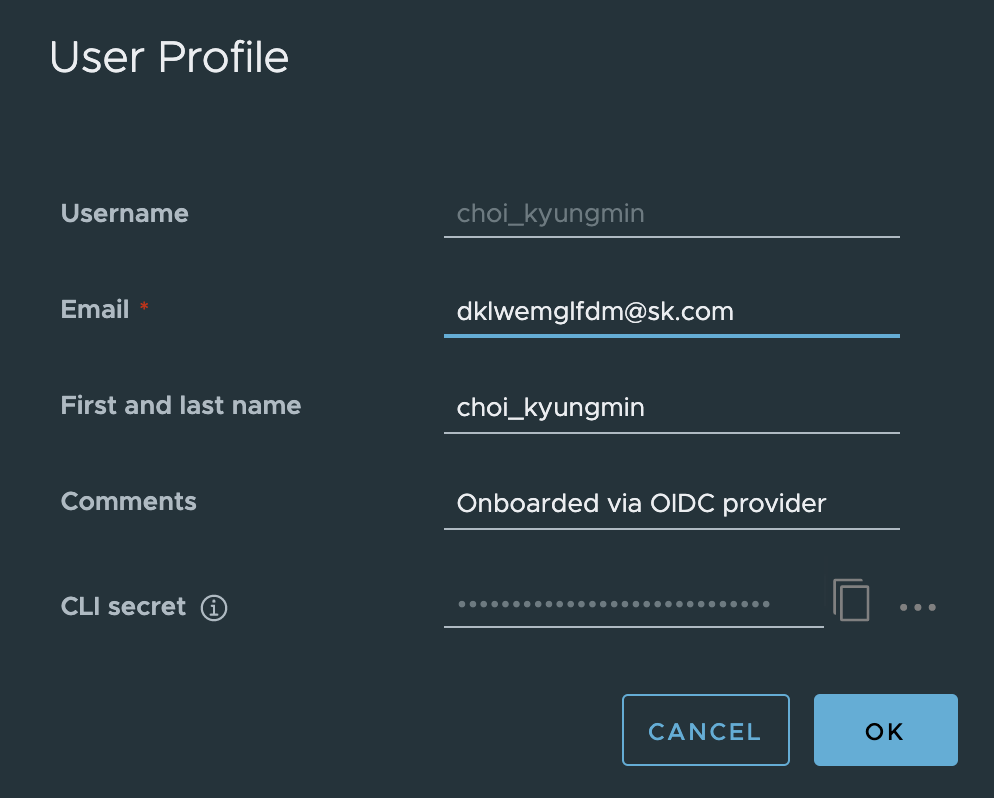 User Profile
Username choi_kyungmin
Email * dklwemglfdm@sk.com
First and last name choi_kyungmin
Comments Onboarded via OIDC provider
CLI secret •••••••••••••••••••••••••••••
CANCEL OK